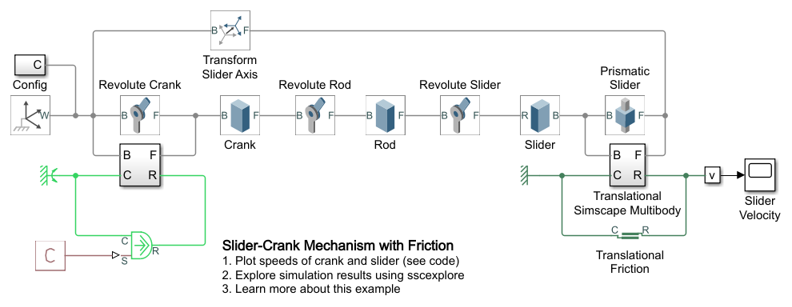 B F
Transform
Slider Axis
C
Config
Revolute Crank
Revolute Rod
Revolute Slider
Prismatic
Slider
W
B F
B F
B F
B F
B F
R B
B F
Crank
Rod
Slider
B F
C R
B F
C R
v
Translational
Simscape Multibody
Slider
Velocity
C
R
S
C
C R
Translational
Friction
Slider-Crank Mechanism with Friction
1. Plot speeds of crank and slider (see code)
2. Explore simulation results using sscexplore
3. Learn more about this example